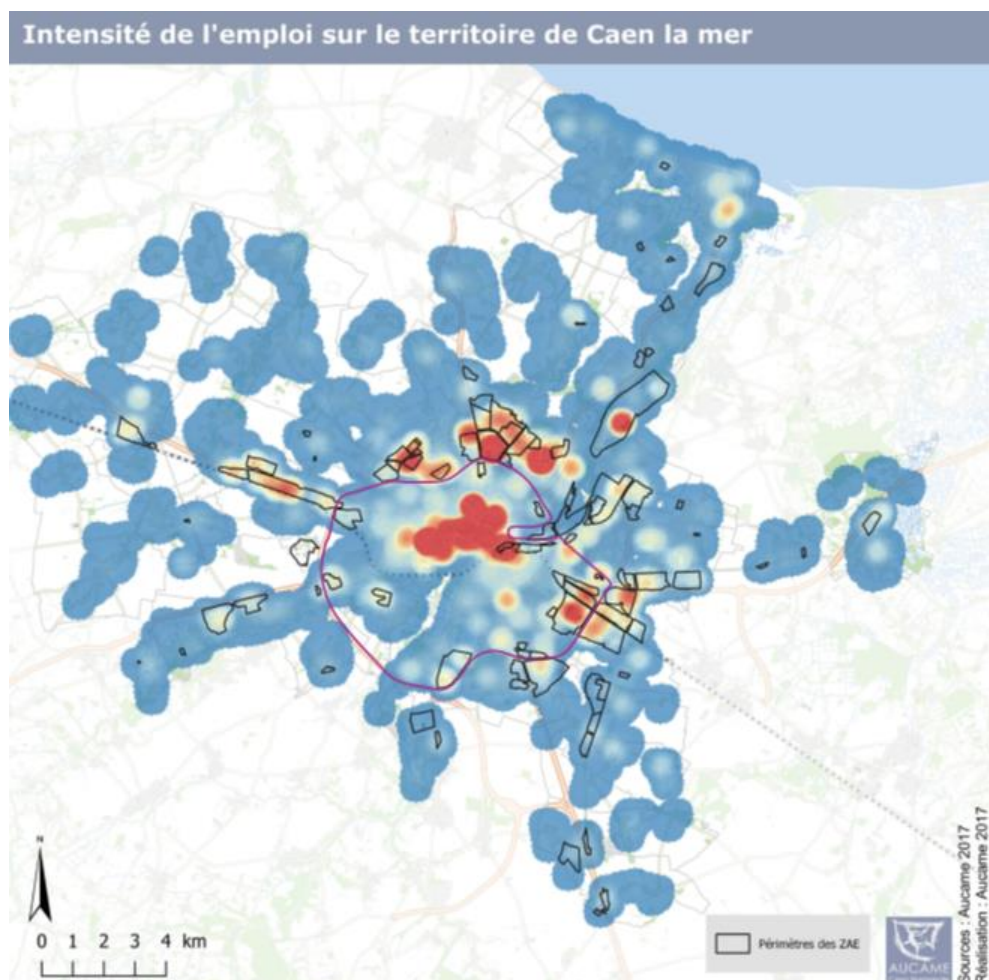 Intensité de l'emploi sur le territoire de Caen la mer
N
0 1 2 3 4 km
Périmètres des ZAE
AUCAME
Sources : Aucame 2017
Réalisation : Aucame 2017